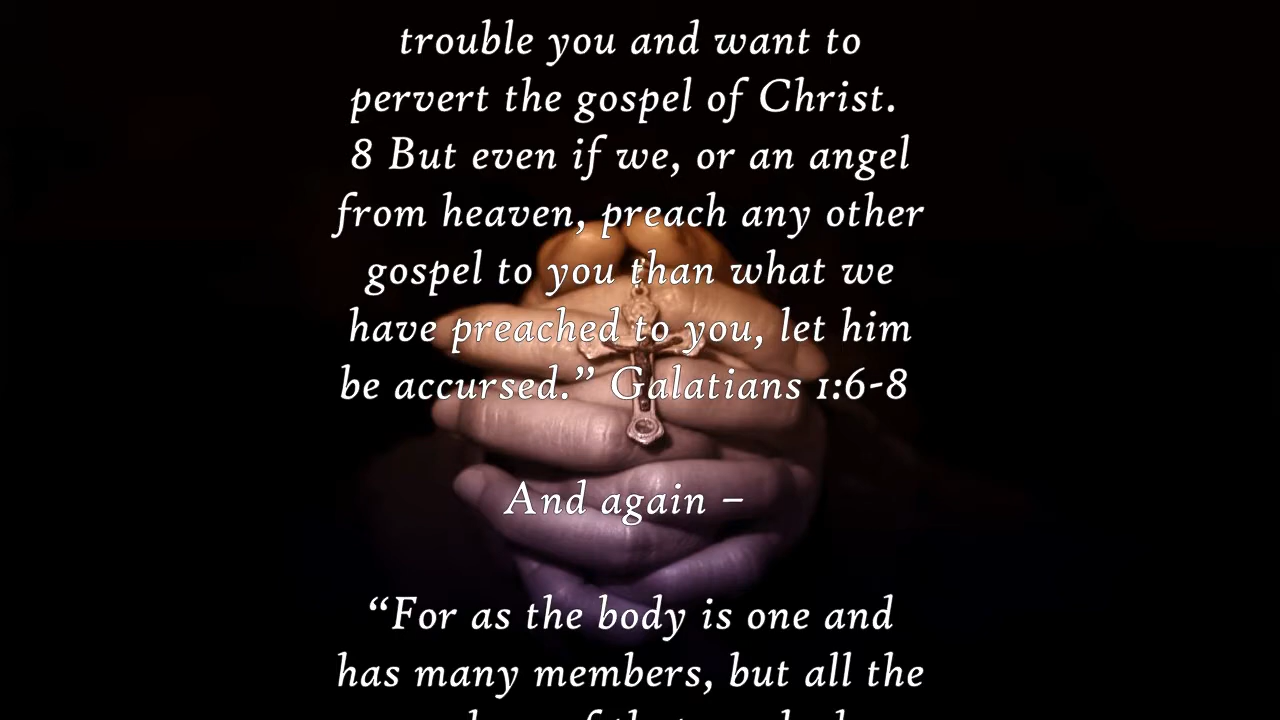 trouble you and want to
pervert the gospel of Christ.
8 But even if we, or an angel
from heaven, preach any other
gospel to you than what we
have preached to you, let him
be accursed.” Galatians 1:6-8
And again –
“For as the body is one and
has many members, but all the